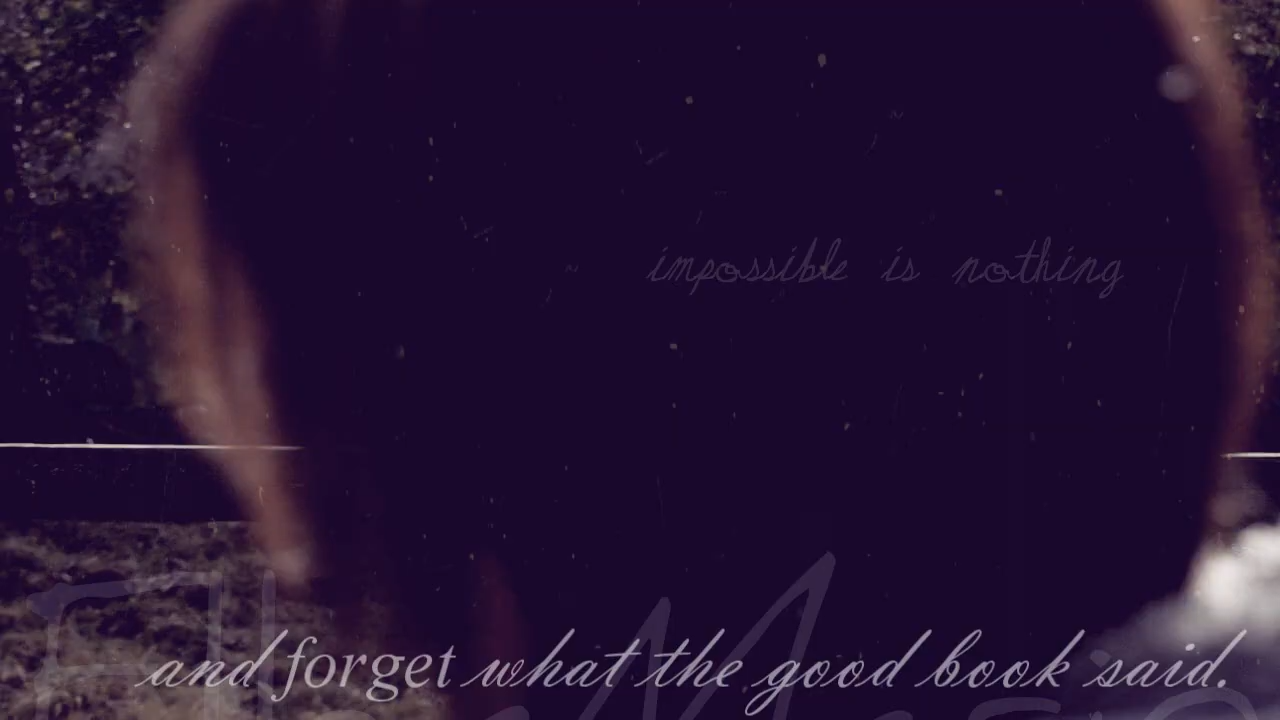 impossible is nothing
and forget what the good book said.